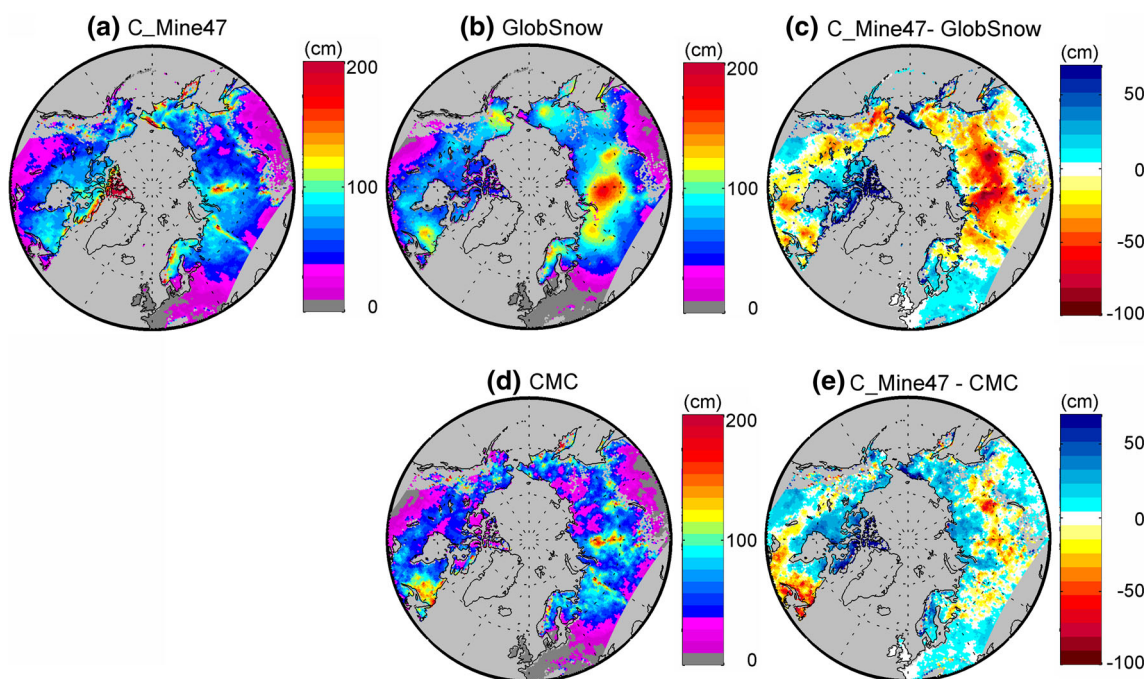 (a) C_Mine47
(cm)
200
100
0
(b) GlobSnow
(cm)
200
100
0
(c) C_Mine47- GlobSnow
(cm)
50
0
-50
-100
(d) CMC
(cm)
200
100
0
(e) C_Mine47 - CMC
(cm)
50
0
-50
-100